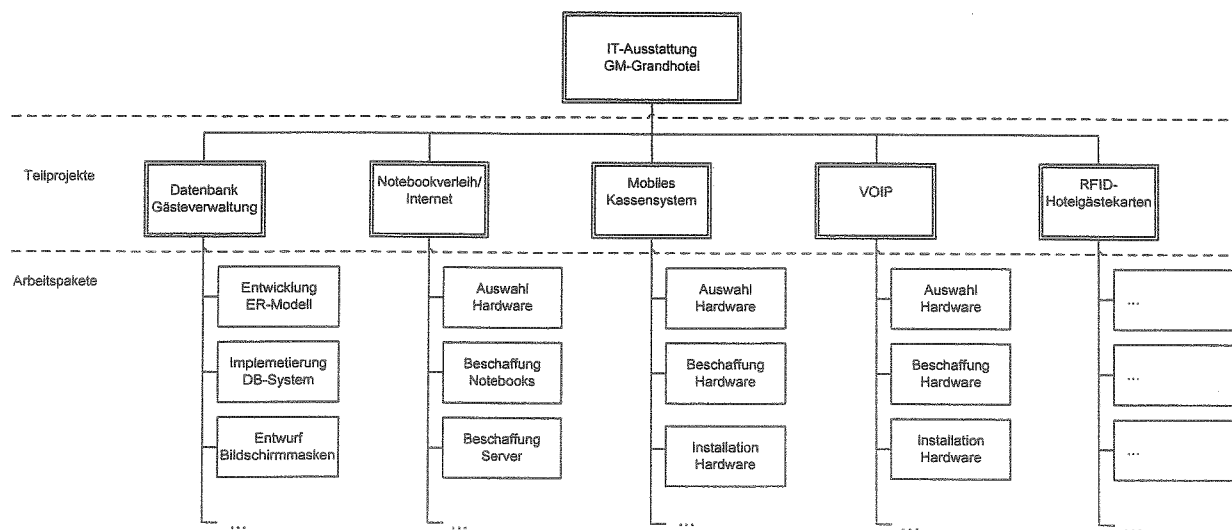 IT-Ausstattung
GM-Grandhotel
Teilprojekte
Datenbank
Gästeverwaltung
Notebookverleih/
Internet
Mobiles
Kassensystem
VOIP
RFID-
Hotelgästekarten
Arbeitspakete
Entwicklung
ER-Modell
Auswahl
Hardware
Auswahl
Hardware
Auswahl
Hardware
...
Implemetierung
DB-System
Beschaffung
Notebooks
Beschaffung
Hardware
Beschaffung
Hardware
...
Entwurf
Bildschirmmasken
Beschaffung
Server
Installation
Hardware
Installation
Hardware
...
...
...
...
...
...